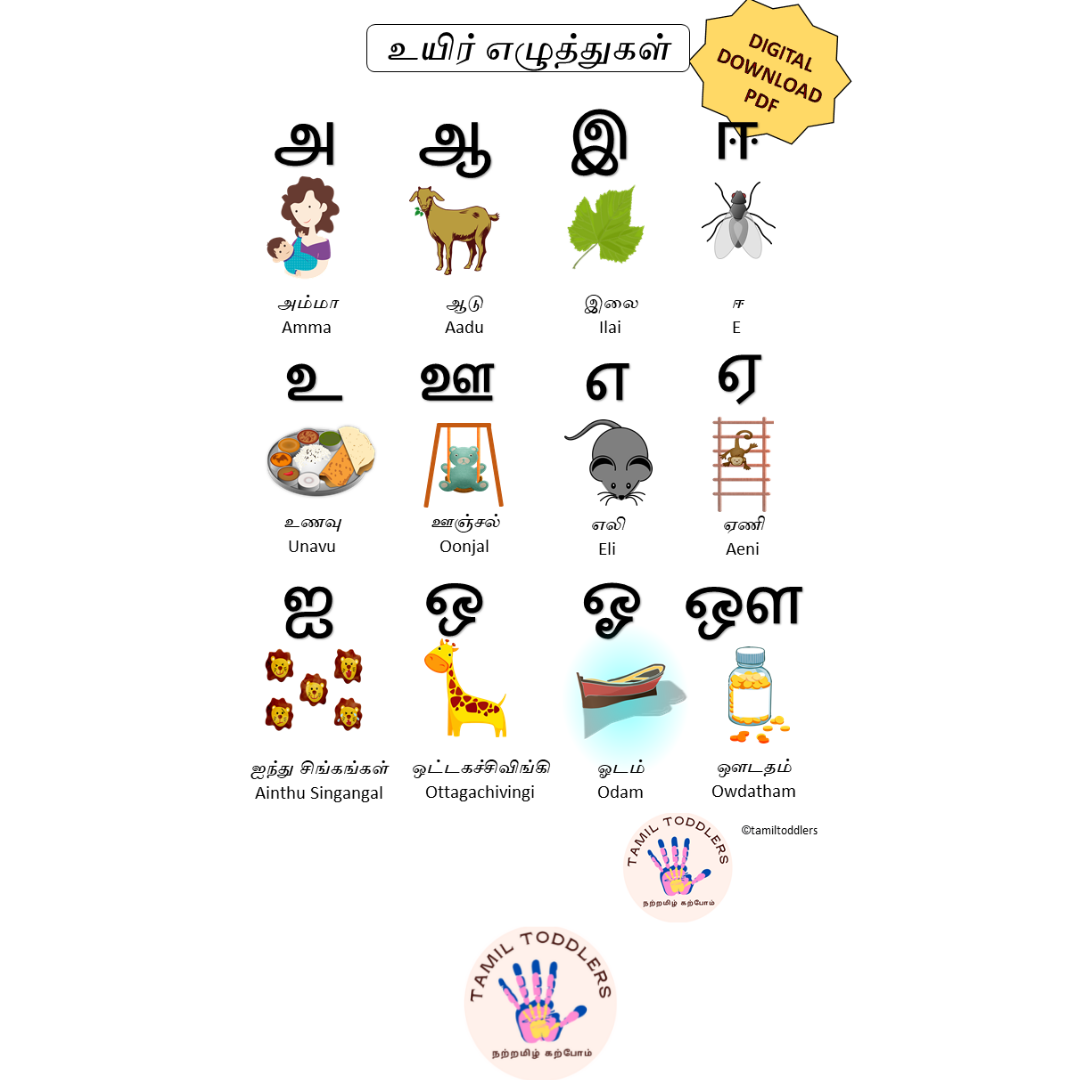 உயிர் எழுத்துகள்
DIGITAL
DOWNLOAD
PDF
அ ஆ இ ஈ
அம்மா ஆடு இலை ஈ
Amma Aadu Ilai E
உ ஊ எ ஏ
உணவு ஊஞ்சல் எலி ஏணி
Unavu Oonjal Eli Aeni
ஐ ஒ ஓ ஔ
ஐந்து சிங்கங்கள் ஒட்டகச்சிவிங்கி ஓடம் ஔடதம்
Ainthu Singangal Ottagachivingi Odam Owdatham
©tamiltoddlers
TAMIL TODDLERS
நற்றமிழ் கற்போம்
TAMIL TODDLERS
நற்றமிழ் கற்போம்